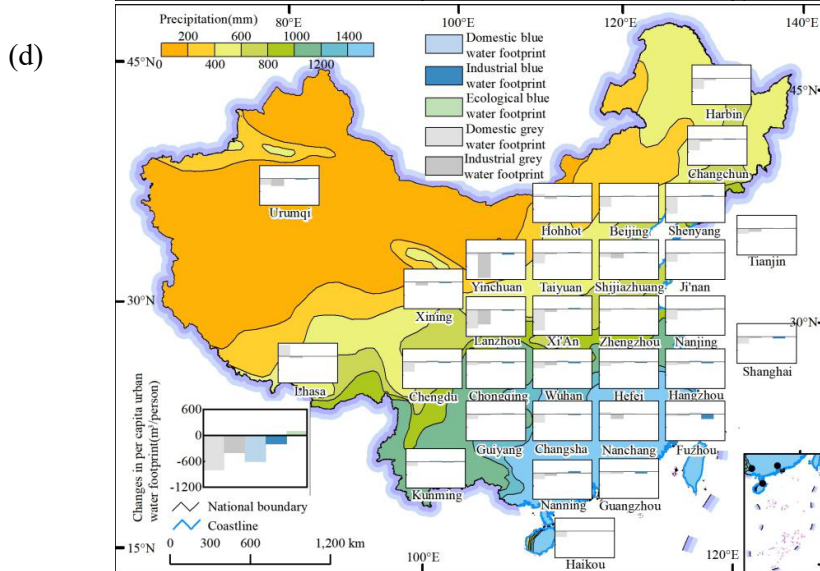 (d)
Precipitation(mm)
80°E
100°E
120°E
140°E
200 600 1000 1400
400 800 1200
45°N
45°N
Domestic blue
water footprint
Industrial blue
water footprint
Ecological blue
water footprint
Domestic grey
water footprint
Industrial grey
water footprint
Harbin
Changchun
Urumqi
Hohhot
Beijing
Shenyang
Tianjin
Yinchuan
Taiyuan
Shijiazhuang
Ji'nan
30°N
30°N
Xining
Lanzhou
Xi'An
Zhengzhou
Nanjing
Shanghai
Lhasa
Chengdu
Chongqing
Wuhan
Hefei
Hangzhou
Changes in per capita urban
water footprint(m³/person)
600
0
-600
-1200
Guiyang
Changsha
Nanchang
Fuzhou
Kunming
Nanning
Guangzhou
National boundary
Coastline
0 300 600 1,200 km
15°N
100°E
Haikou
120°E